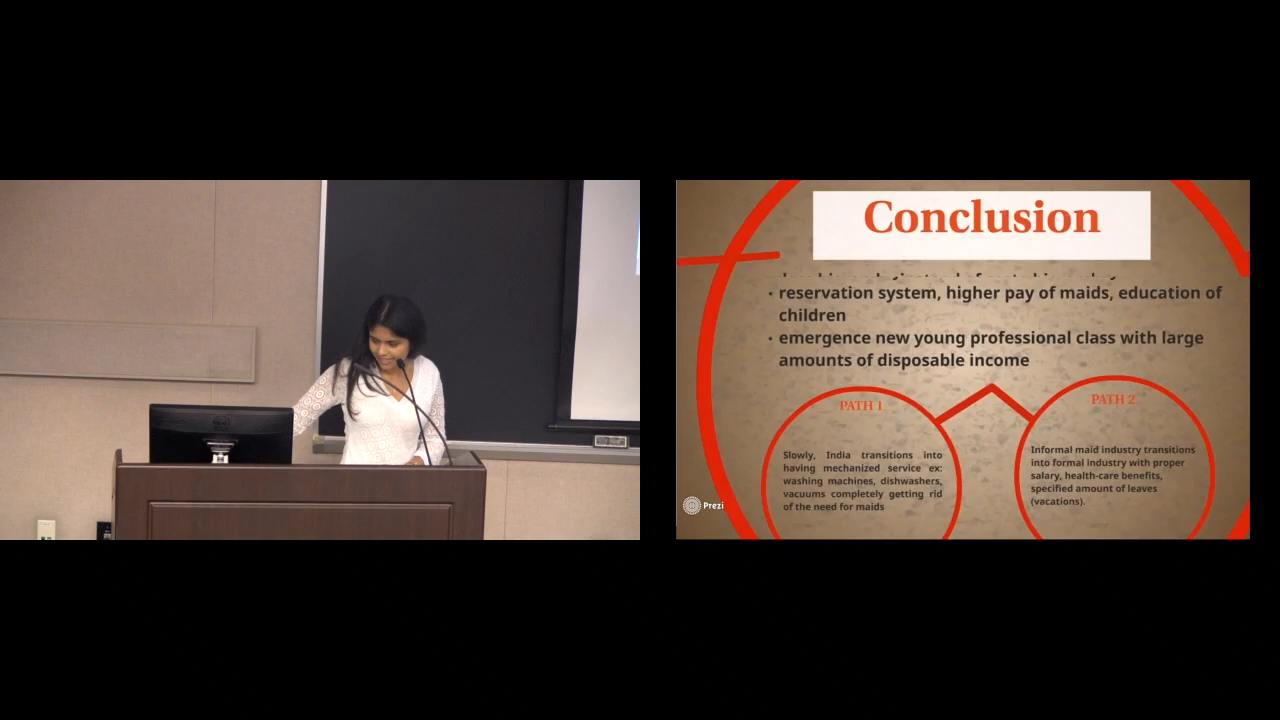 Conclusion
reservation system, higher pay of maids, education of
children
emergence new young professional class with large
amounts of disposable income
PATH 1
Slowly, India transitions into
having mechanized service ex:
washing machines, dishwashers,
vacuums completely getting rid
of the need for maids
PATH 2
Informal maid industry transitions
into formal industry with proper
salary, health-care benefits,
specified amount of leaves
(vacations).
Prezi